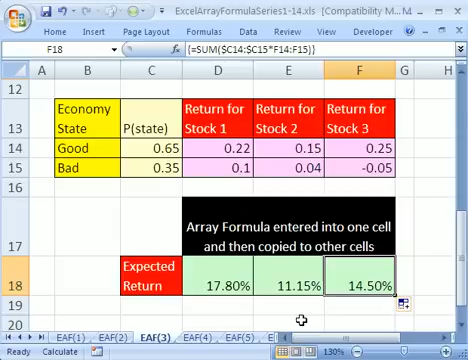 ExcelArrayFormulaSeries1-14.xls [Compatibility M...
Home Insert Page Layout Formulas Data Review View Developer
F18 {=SUM($C14:$C15*F14:F15)}
A B C D E F G H
12
13 Economy State P(state) Return for Stock 1 Return for Stock 2 Return for Stock 3
14 Good 0.65 0.22 0.15 0.25
15 Bad 0.35 0.1 0.04 -0.05
16
17 Array Formula entered into one cell
and then copied to other cells
18 Expected Return 17.80% 11.15% 14.50%
19
20
EAF(1) EAF(2) EAF(3) EAF(4) EAF(5)
Ready Calculate 130%